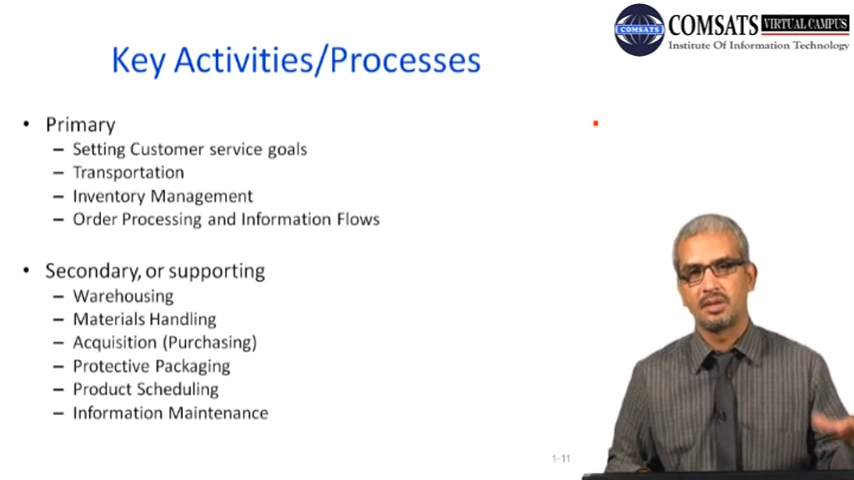 COMSATS VIRTUAL CAMPUS
COMSATS
Institute Of Information Technology
Key Activities/Processes
• Primary
– Setting Customer service goals
– Transportation
– Inventory Management
– Order Processing and Information Flows
• Secondary, or supporting
– Warehousing
– Materials Handling
– Acquisition (Purchasing)
– Protective Packaging
– Product Scheduling
– Information Maintenance
1-11